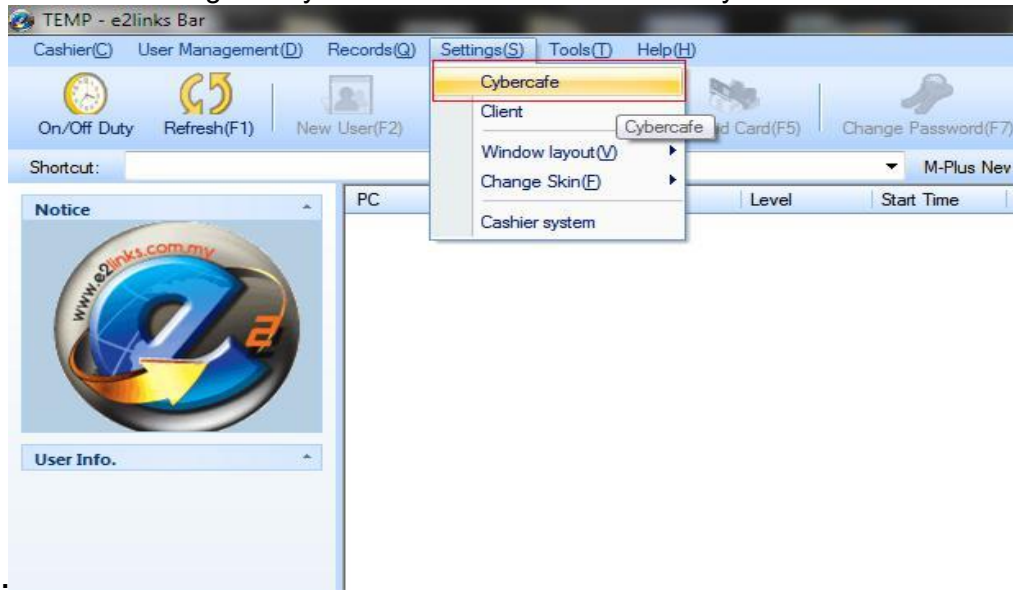 TEMP - e2links Bar
Cashier(C) User Management(D) Records(Q) Settings(S) Tools(T) Help(H)
Cybercafe
Client
Cybercafe
Window layout(V)
Change Skin(F)
Cashier system
On/Off Duty Refresh(F1) New User(F2) Card(F5) Change Password(F7)
Shortcut: M-Plus New
Notice
PC Level Start Time
www.e2links.com.my
e2
User Info.
.